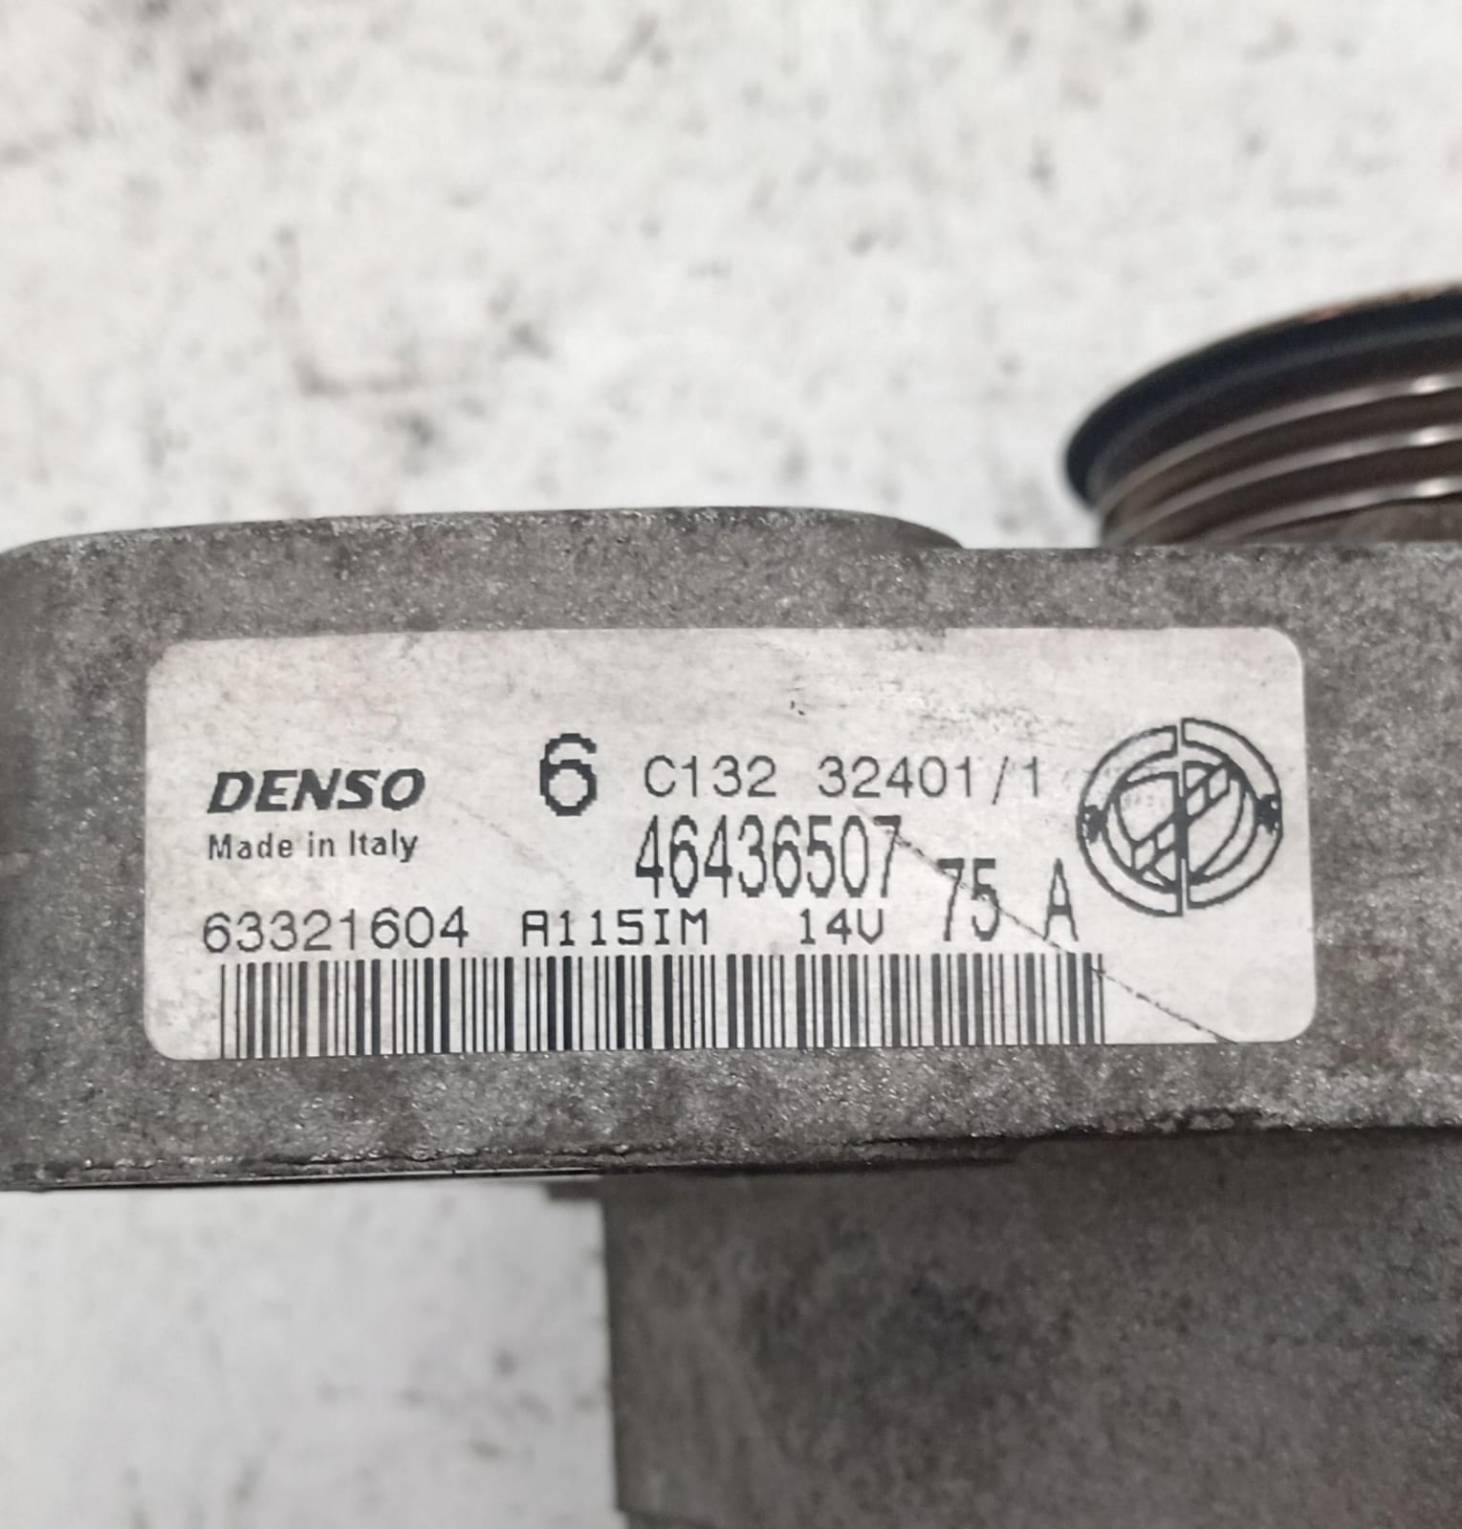 DENSO 6 C132 32401/1
Made in Italy 46436507
63321604 A115IM 14V 75 A